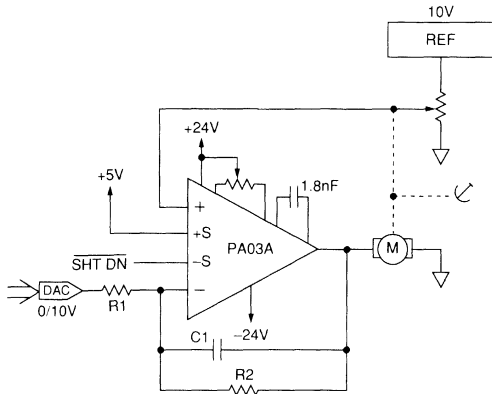 10V
REF
+24V
+5V
1.8nF
+
+S
PA03A
M
SHT DN
-S
DAC
R1
−
0/10V
−24V
C1
R2